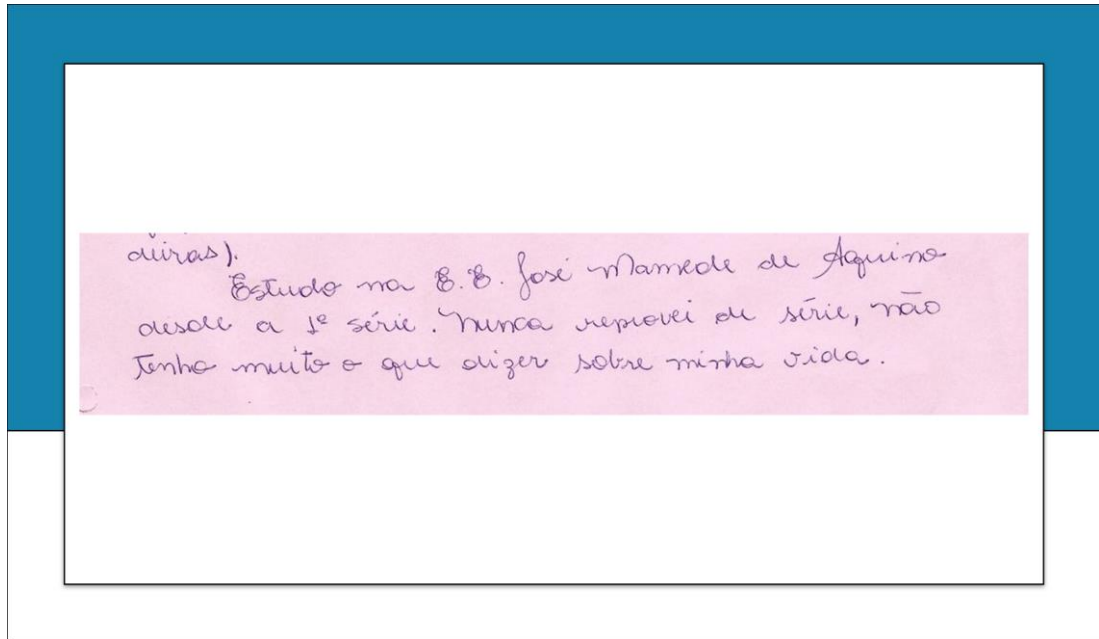 deiras).
Estudo na E.E. José Mamede de Aquino
desde a 1ª série. Nunca reprovei de série, não
tenho muito o que dizer sobre minha vida.